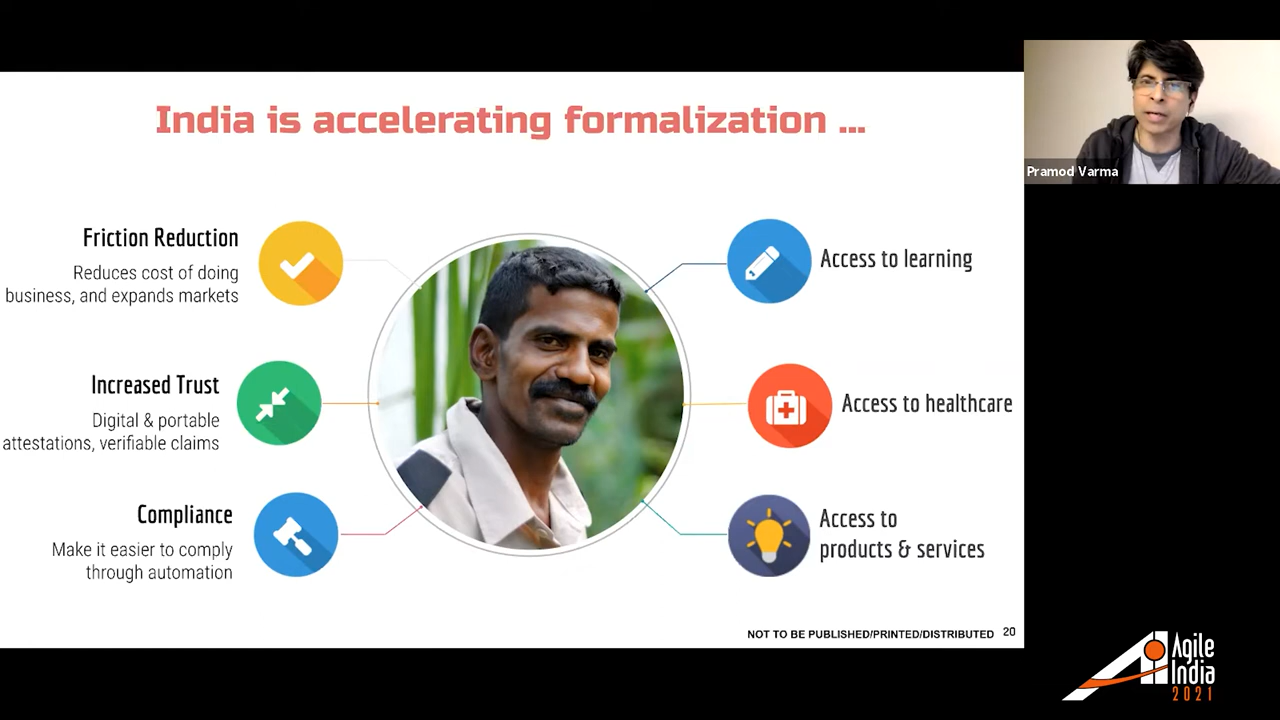 India is accelerating formalization ...
Friction Reduction
Reduces cost of doing
business, and expands markets
Increased Trust
Digital & portable
attestations, verifiable claims
Compliance
Make it easier to comply
through automation
Access to learning
Access to healthcare
Access to
products & services
NOT TO BE PUBLISHED/PRINTED/DISTRIBUTED 20
Pramod Varma
Agile
India
2021